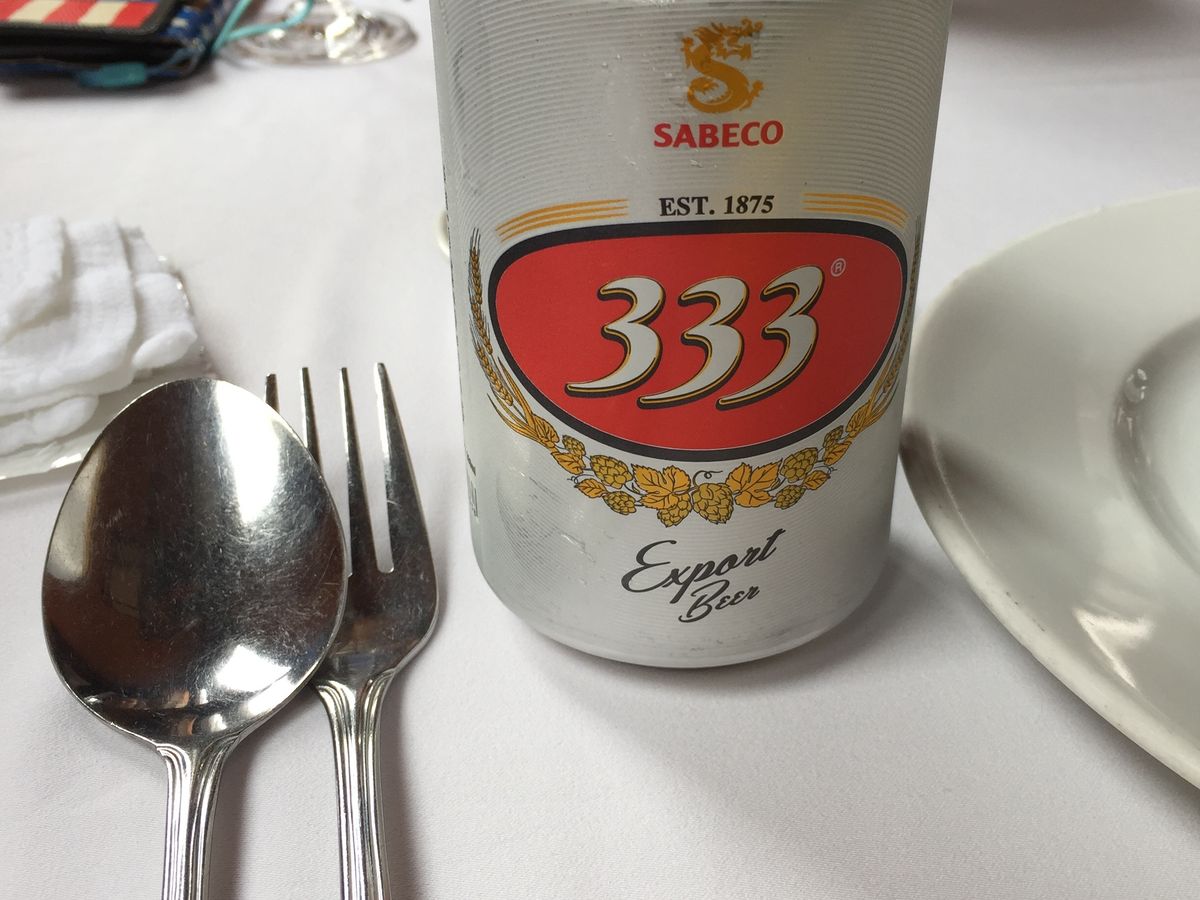 SABECO
EST. 1875
333®
Export
Beer